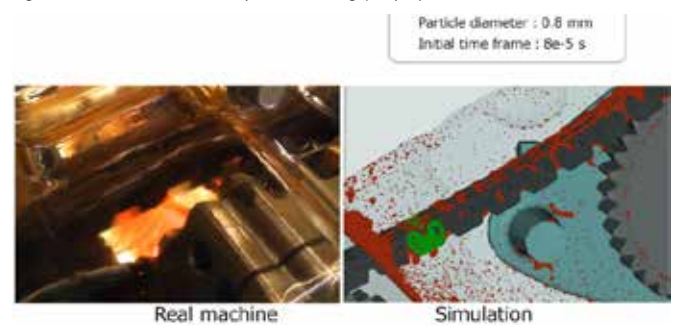 Particle diameter : 0.8 mm
Initial time frame : 8e-5 s
Real machine
Simulation